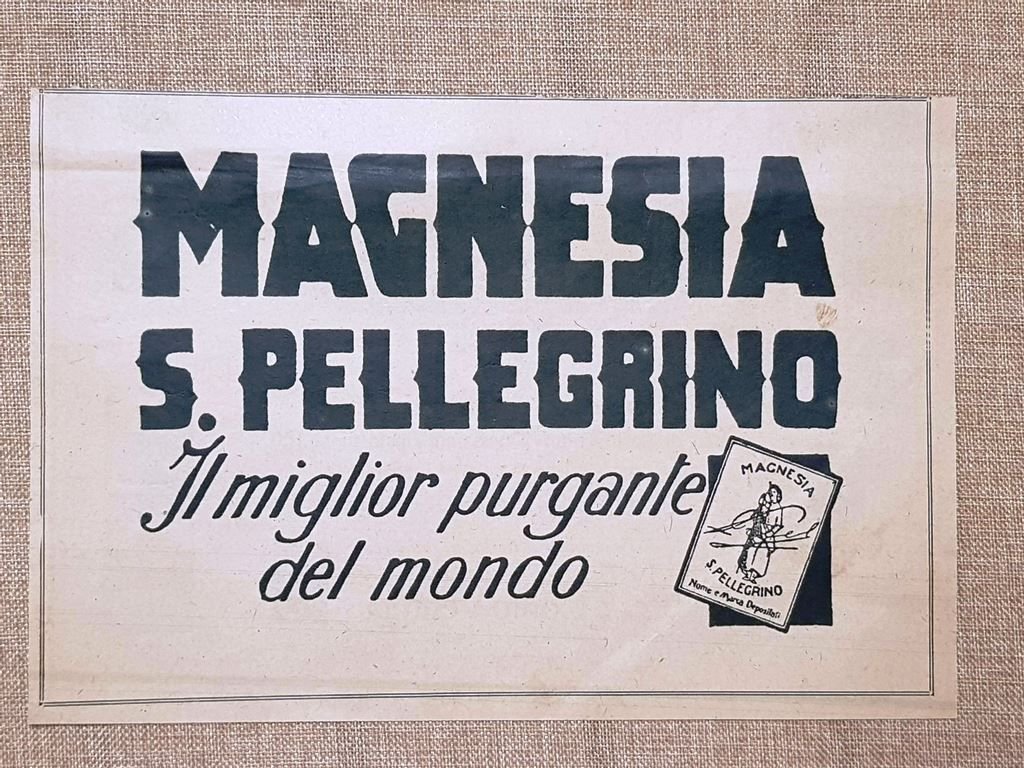 MAGNESIA
S. PELLEGRINO
Il miglior purgante
del mondo
MAGNESIA
S. PELLEGRINO
Nome e Marca Depositati